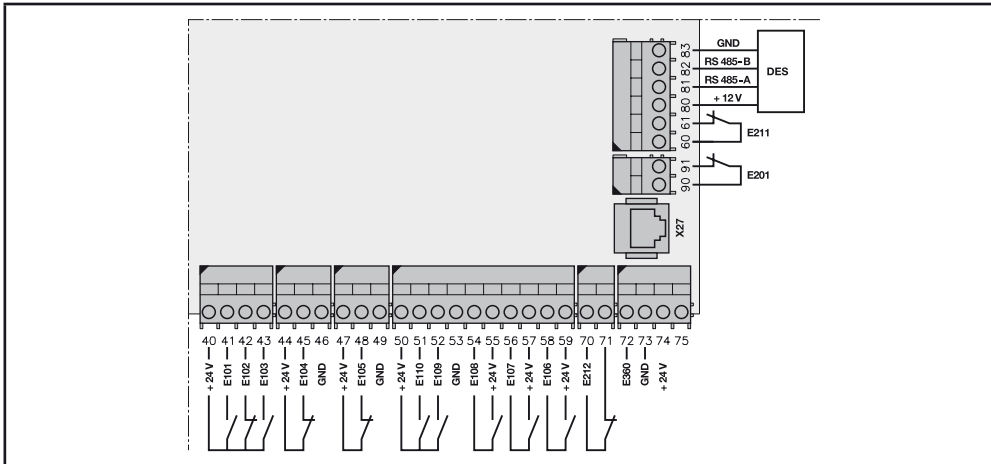 83 GND
82 RS 485-B
81 RS 485-A
80 + 12 V
DES
61
60
E211
91
90
E201
X27
40 41 42 43 44 45 46 47 48 49 50 51 52 53 54 55 56 57 58 59 70 71 72 73 74 75
+ 24 V E101 E102 E103 + 24 V E104 GND + 24 V E105 GND + 24 V E110 E109 GND E108 + 24 V E107 + 24 V E106 + 24 V E212 E360 GND + 24 V